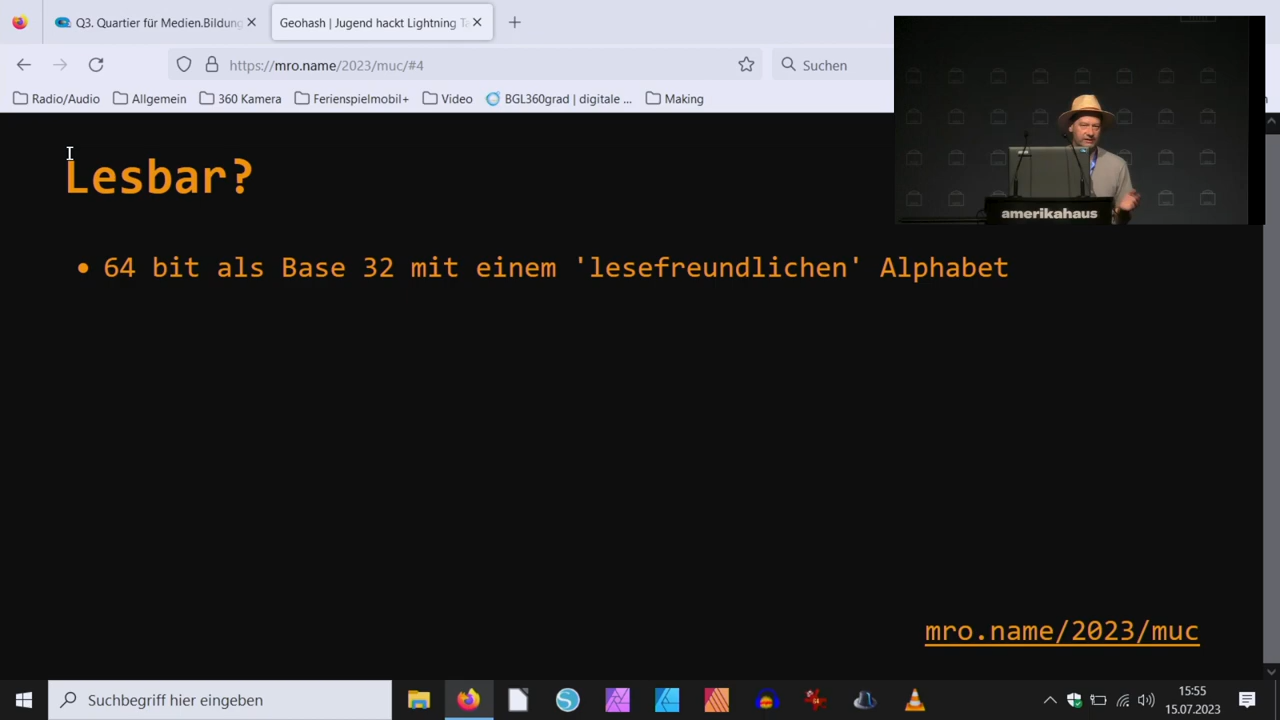 Q3. Quartier für Medien.Bildung
Geohash | Jugend hackt Lightning Ta
https://mro.name/2023/muc/#4
Suchen
Radio/Audio
Allgemein
360 Kamera
Ferienspielmobil+
Video
BGL360grad | digitale ...
Making
amerikahaus
Lesbar?
• 64 bit als Base 32 mit einem 'lesefreundlichen' Alphabet
mro.name/2023/muc
Suchbegriff hier eingeben
15:55
15.07.2023